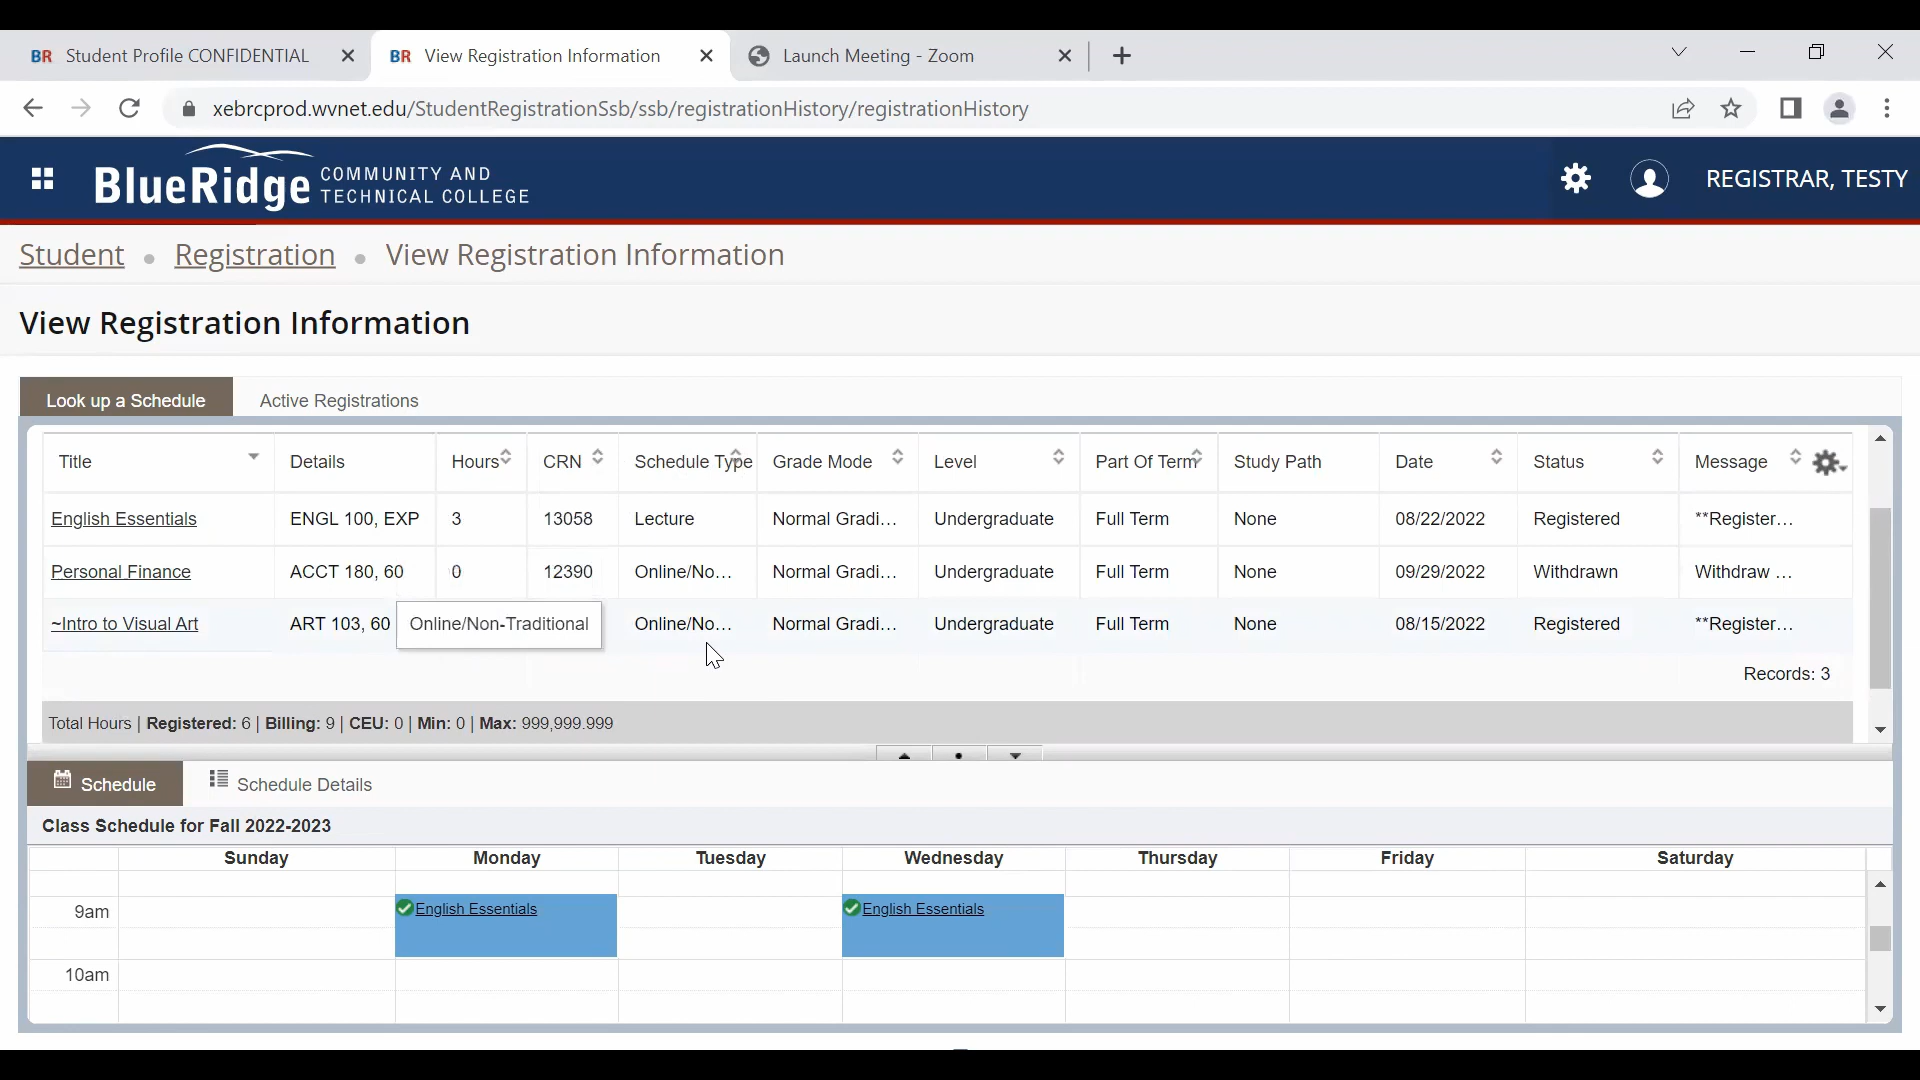 BR Student Profile CONFIDENTIAL BR View Registration Information Launch Meeting - Zoom
xebrcprod.wvnet.edu/StudentRegistrationSsb/ssb/registrationHistory/registrationHistory
BlueRidge COMMUNITY AND TECHNICAL COLLEGE REGISTRAR, TESTY
Student • Registration • View Registration Information
View Registration Information
Look up a Schedule Active Registrations
Title Details Hours CRN Schedule Type Grade Mode Level Part Of Term Study Path Date Status Message
English Essentials ENGL 100, EXP 3 13058 Lecture Normal Gradi... Undergraduate Full Term None 08/22/2022 Registered **Register...
Personal Finance ACCT 180, 60 0 12390 Online/No... Normal Gradi... Undergraduate Full Term None 09/29/2022 Withdrawn Withdraw ...
~Intro to Visual Art ART 103, 60 Online/Non-Traditional Online/No... Normal Gradi... Undergraduate Full Term None 08/15/2022 Registered **Register...
Records: 3
Total Hours | Registered: 6 | Billing: 9 | CEU: 0 | Min: 0 | Max: 999,999.999
Schedule Schedule Details
Class Schedule for Fall 2022-2023
Sunday Monday Tuesday Wednesday Thursday Friday Saturday
9am English Essentials English Essentials
10am